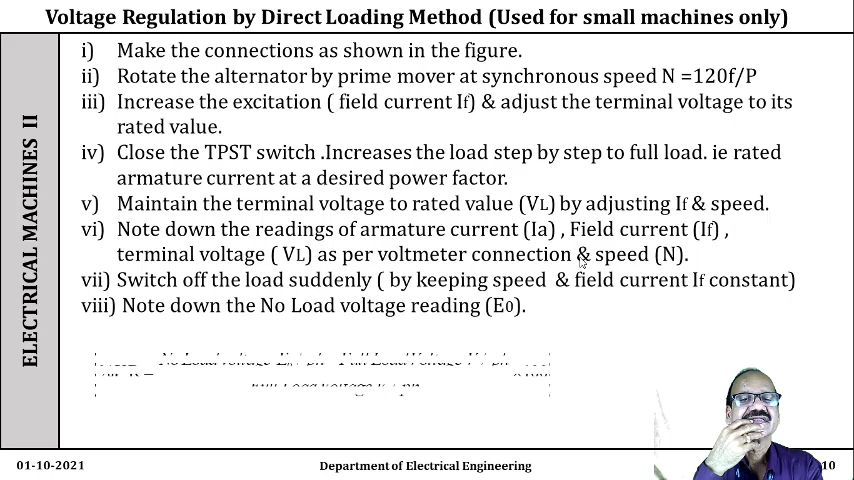 Voltage Regulation by Direct Loading Method (Used for small machines only)
ELECTRICAL MACHINES II
i) Make the connections as shown in the figure.
ii) Rotate the alternator by prime mover at synchronous speed N =120f/P
iii) Increase the excitation ( field current If) & adjust the terminal voltage to its
rated value.
iv) Close the TPST switch .Increases the load step by step to full load. ie rated
armature current at a desired power factor.
v) Maintain the terminal voltage to rated value (VL) by adjusting If & speed.
vi) Note down the readings of armature current (Ia) , Field current (If) ,
terminal voltage ( VL) as per voltmeter connection & speed (N).
vii) Switch off the load suddenly ( by keeping speed & field current If constant)
viii) Note down the No Load voltage reading (E0).
01-10-2021
Department of Electrical Engineering
10